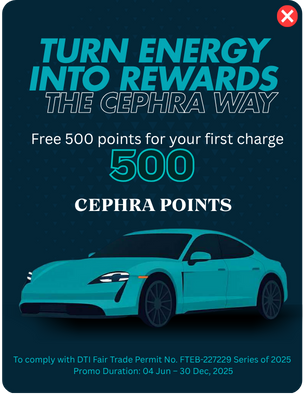 TURN ENERGY
INTO REWARDS
THE CEPHRA WAY
Free 500 points for your first charge
500
CEPHRA POINTS
To comply with DTI Fair Trade Permit No. FTEB-227229 Series of 2025
Promo Duration: 04 Jun – 30 Dec, 2025